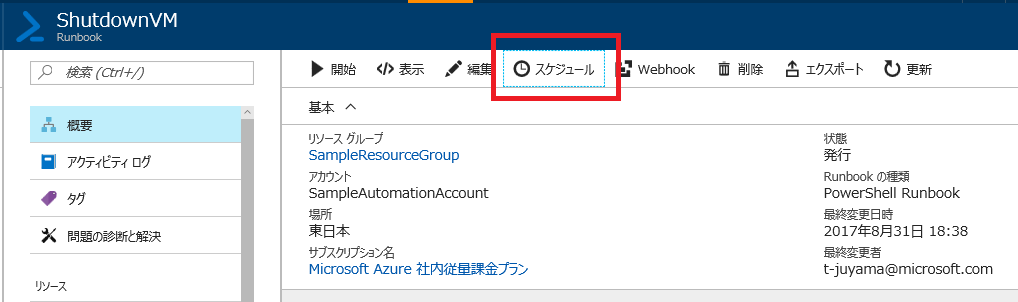 ShutdownVM
Runbook
検索 (Ctrl+/)
概要
アクティビティ ログ
タグ
問題の診断と解決
リソース
開始 表示 編集 スケジュール Webhook 削除 エクスポート 更新
基本
リソース グループ
SampleResourceGroup
アカウント
SampleAutomationAccount
場所
東日本
サブスクリプション名
Microsoft Azure 社内従量課金プラン
状態
発行
Runbook の種類
PowerShell Runbook
最終変更日時
2017年8月31日 18:38
最終変更者
t-juyama@microsoft.com